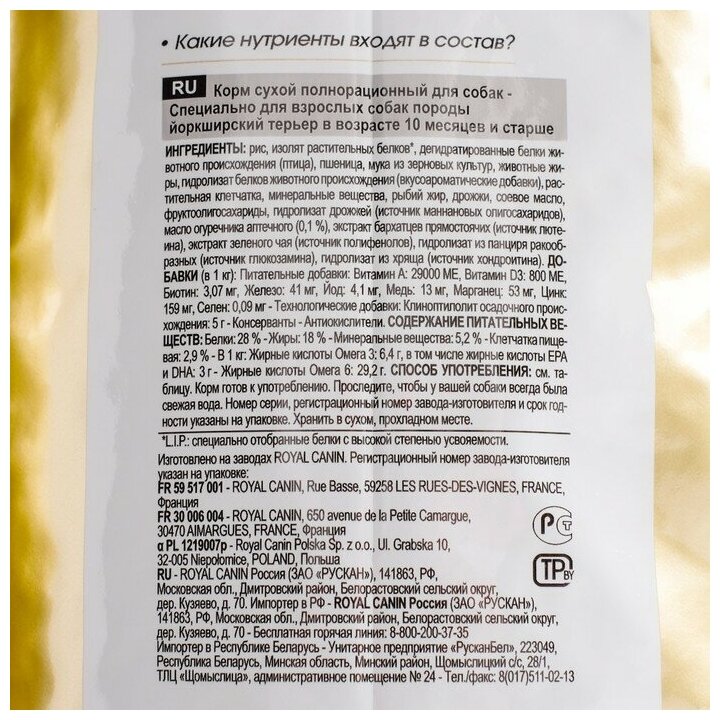 • Какие нутриенты входят в состав?
RU Корм сухой полнорационный для собак -
Специально для взрослых собак породы
йоркширский терьер в возрасте 10 месяцев и старше
ИНГРЕДИЕНТЫ: рис, изолят растительных белков*, дегидратированные белки жи-
вотного происхождения (птица), пшеница, мука из зерновых культур, животные жи-
ры, гидролизат белков животного происхождения (вкусоароматические добавки), рас-
тительная клетчатка, минеральные вещества, рыбий жир, дрожжи, соевое масло,
фруктоолигосахариды, гидролизат дрожжей (источник маннановых олигосахаридов),
масло огуречника аптечного (0,1 %), экстракт бархатцев прямостоячих (источник люте-
ина), экстракт зеленого чая (источник полифенолов), гидролизат из панциря ракооб-
разных (источник глюкозамина), гидролизат из хряща (источник хондроитина). ДО-
БАВКИ (в 1 кг): Питательные добавки: Витамин А: 29000 МЕ, Витамин D3: 800 МЕ,
Биотин: 3,07 мг, Железо: 41 мг, Йод: 4,1 мг, Медь: 13 мг, Марганец: 53 мг, Цинк:
159 мг, Селен: 0,09 мг - Технологические добавки: Клиноптилолит осадочного проис-
хождения: 5 г - Консерванты - Антиокислители. СОДЕРЖАНИЕ ПИТАТЕЛЬНЫХ ВЕ-
ЩЕСТВ: Белки: 28 % - Жиры: 18 % - Минеральные вещества: 5,2 % - Клетчатка пище-
вая: 2,9 % - В 1 кг: Жирные кислоты Омега 3: 6,4 г, в том числе жирные кислоты EPA
и DHA: 3 г - Жирные кислоты Омега 6: 29,2 г. СПОСОБ УПОТРЕБЛЕНИЯ: см. та-
блицу. Корм готов к употреблению. Проследите, чтобы у вашей собаки всегда была
свежая вода. Номер серии, регистрационный номер завода-изготовителя и срок год-
ности указаны на упаковке. Хранить в сухом, прохладном месте.
*L.I.P.: специально отобранные белки с высокой степенью усвояемости.
Изготовлено на заводах ROYAL CANIN. Регистрационный номер завода-изготовителя
указан на упаковке:
FR 59 517 001 - ROYAL CANIN, Rue Basse, 59258 LES RUES-DES-VIGNES, FRANCE,
Франция
FR 30 006 004 - ROYAL CANIN, 650 avenue de la Petite Camargue,
30470 AIMARGUES, FRANCE, Франция
α PL 1219007p - Royal Canin Polska Sp. z o.o., Ul. Grabska 10,
32-005 Niepolomice, POLAND, Польша
RU - ROYAL CANIN Россия (ЗАО «РУСКАН»), 141863, РФ,
Московская обл., Дмитровский район, Белорастовский сельский округ,
дер. Кузяево, д. 70. Импортер в РФ - ROYAL CANIN Россия (ЗАО «РУСКАН»),
141863, РФ, Московская обл., Дмитровский район, Белорастовский сельский округ,
дер. Кузяево, д. 70 - Бесплатная горячая линия: 8-800-200-37-35
Импортер в Республике Беларусь - Унитарное предприятие «РусканБел», 223049,
Республика Беларусь, Минская область, Минский район, Щомыслицкий с/с, 28/1,
ТЛЦ «Щомыслица», административное помещение № 24 - Тел./факс: 8(017)511-02-13
РСТ
TP BY